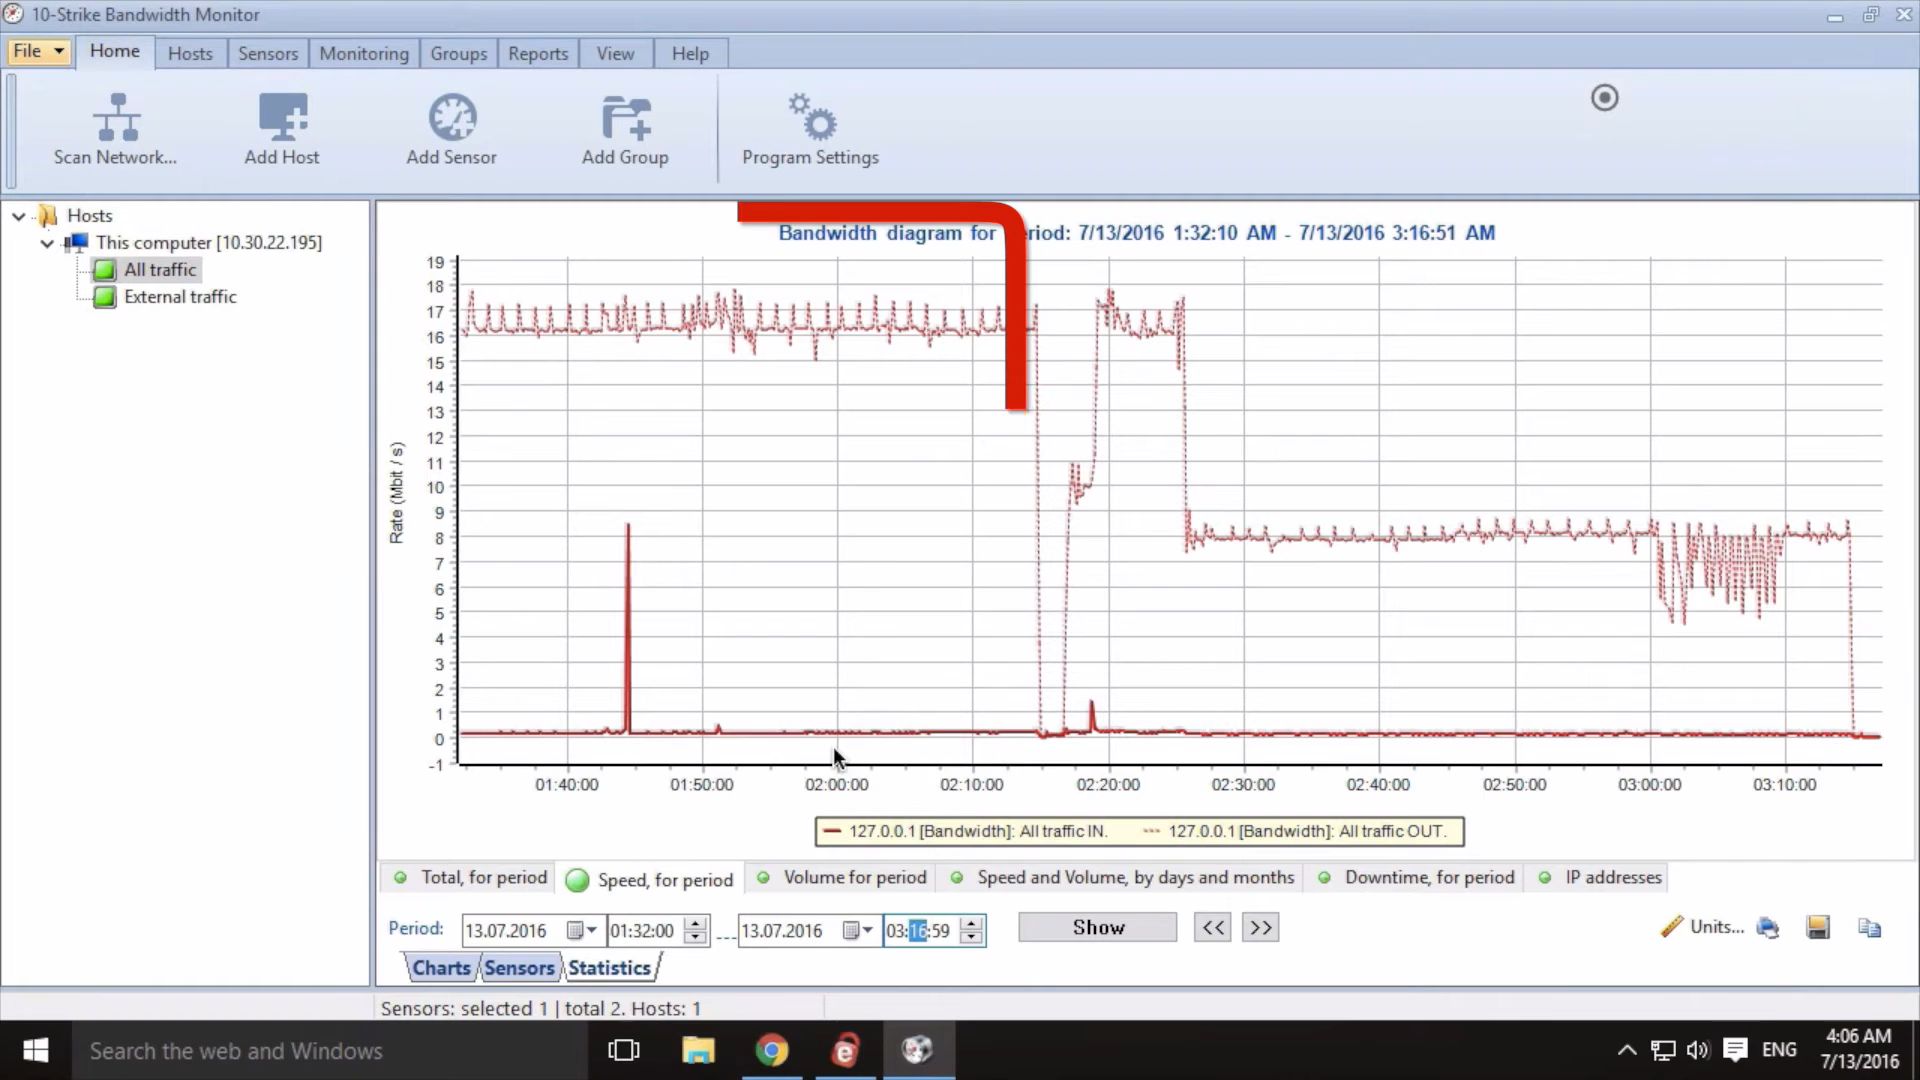 10-Strike Bandwidth Monitor
File Home Hosts Sensors Monitoring Groups Reports View Help
Scan Network... Add Host Add Sensor Add Group Program Settings
Hosts
This computer [10.30.22.195]
All traffic
External traffic
Bandwidth diagram for riod: 7/13/2016 1:32:10 AM - 7/13/2016 3:16:51 AM
Rate (Mbit / s)
19
18
17
16
15
14
13
12
11
10
9
8
7
6
5
4
3
2
1
0
-1
01:40:00 01:50:00 02:00:00 02:10:00 02:20:00 02:30:00 02:40:00 02:50:00 03:00:00 03:10:00
127.0.0.1 [Bandwidth]: All traffic IN. 127.0.0.1 [Bandwidth]: All traffic OUT.
Total, for period Speed, for period Volume for period Speed and Volume, by days and months Downtime, for period IP addresses
Period: 13.07.2016 01:32:00 ... 13.07.2016 03:16:59 Show << >> Units...
Charts Sensors Statistics
Sensors: selected 1 | total 2. Hosts: 1
Search the web and Windows
ENG
4:06 AM
7/13/2016